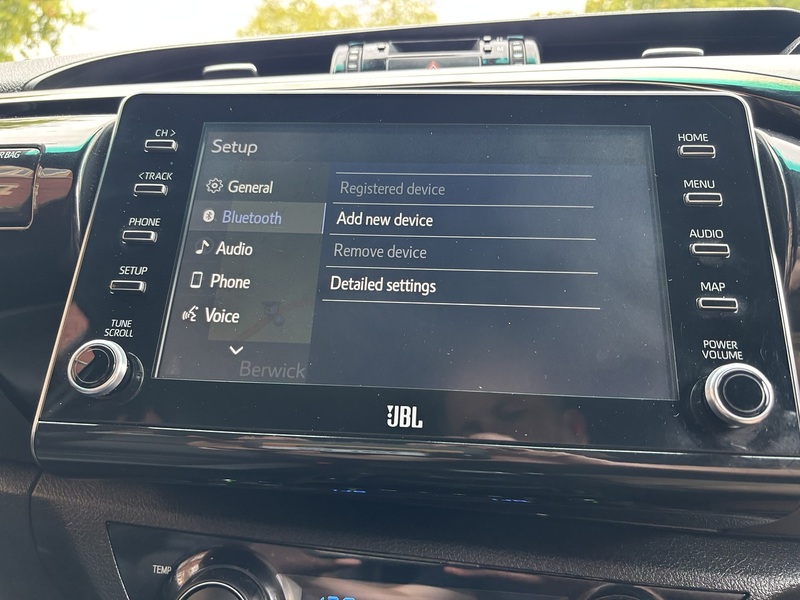 RBAG
CH >
< TRACK
PHONE
SETUP
TUNE
SCROLL
Setup
General
Bluetooth
Audio
Phone
Voice
Berwick
Registered device
Add new device
Remove device
Detailed settings
HOME
MENU
AUDIO
MAP
POWER
VOLUME
JBL
TEMP